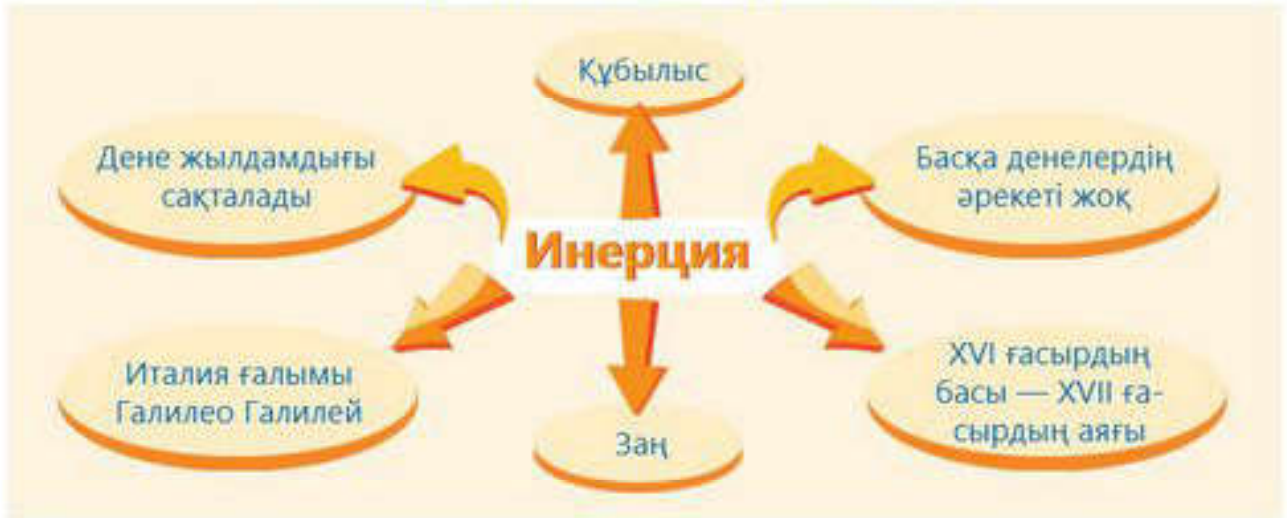 Құбылыс
Дене жылдамдығы
сақталады
Басқа денелердің
әрекеті жоқ
Инерция
Италия ғалымы
Галилео Галилей
XVI ғасырдың
басы — XVII ға-
сырдың аяғы
Заң